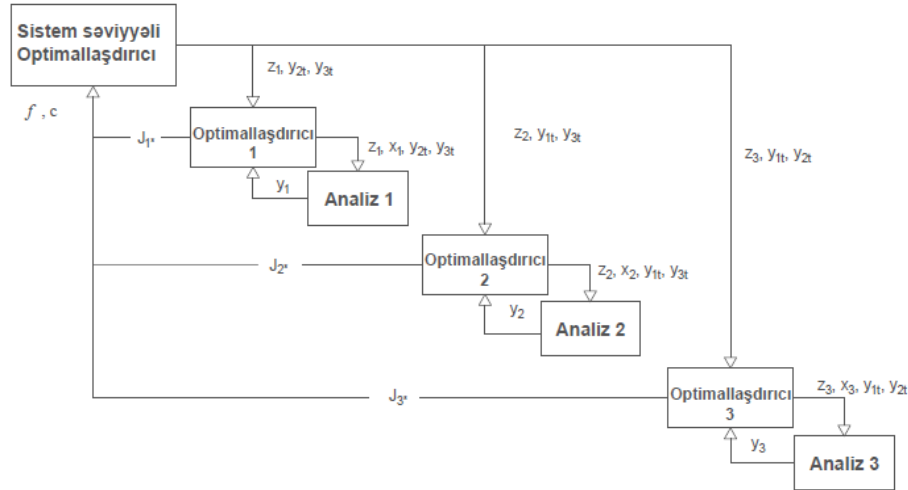 Sistem səviyyəli
Optimallaşdırıcı
z₁, y₂ₜ, y₃ₜ
f , c
J₁*
Optimallaşdırıcı
1
z₁, x₁, y₂ₜ, y₃ₜ
z₂, y₁ₜ, y₃ₜ
z₃, y₁ₜ, y₂ₜ
y₁
Analiz 1
J₂*
Optimallaşdırıcı
2
z₂, x₂, y₁ₜ, y₃ₜ
y₂
Analiz 2
J₃*
Optimallaşdırıcı
3
z₃, x₃, y₁ₜ, y₂ₜ
y₃
Analiz 3